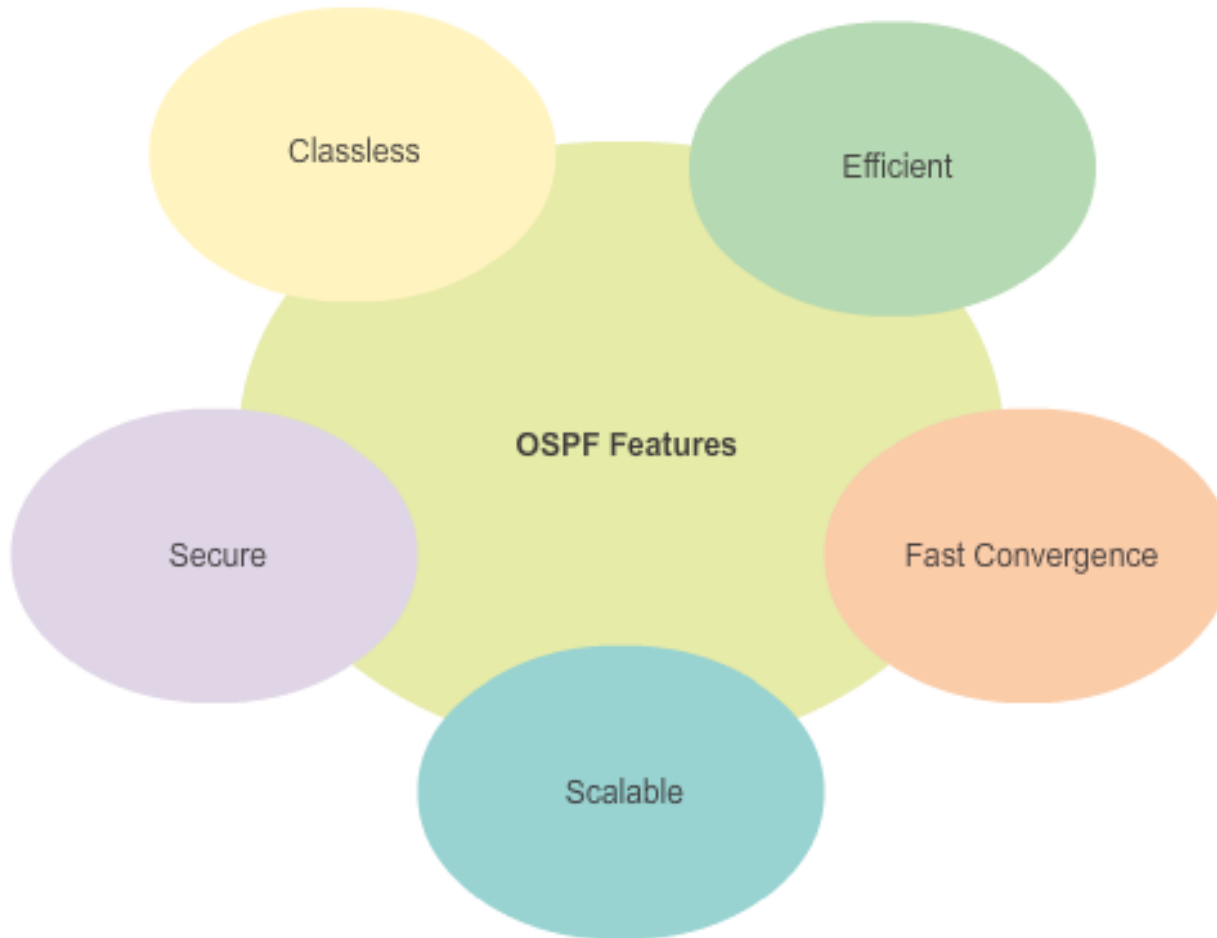 Classless
Efficient
OSPF Features
Secure
Fast Convergence
Scalable